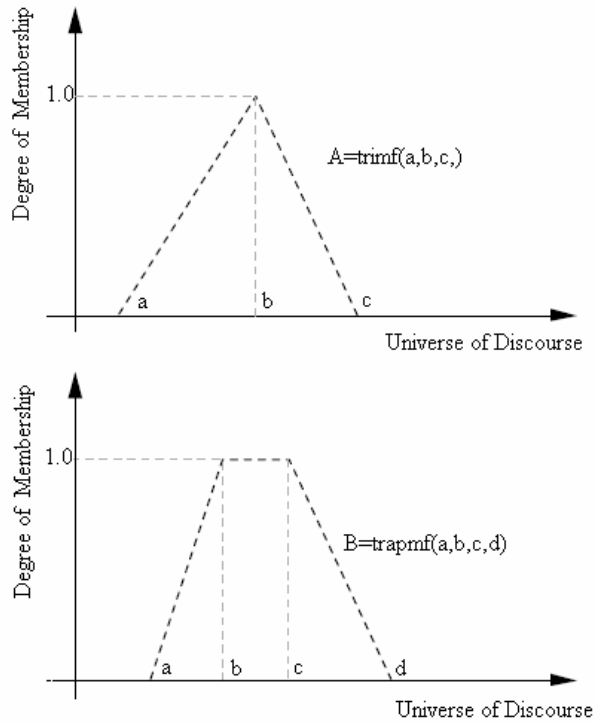 Degree of Membership
1.0
A=trimf(a,b,c,)
a
b
c
Universe of Discourse
Degree of Membership
1.0
B=trapmf(a,b,c,d)
a
b
c
d
Universe of Discourse